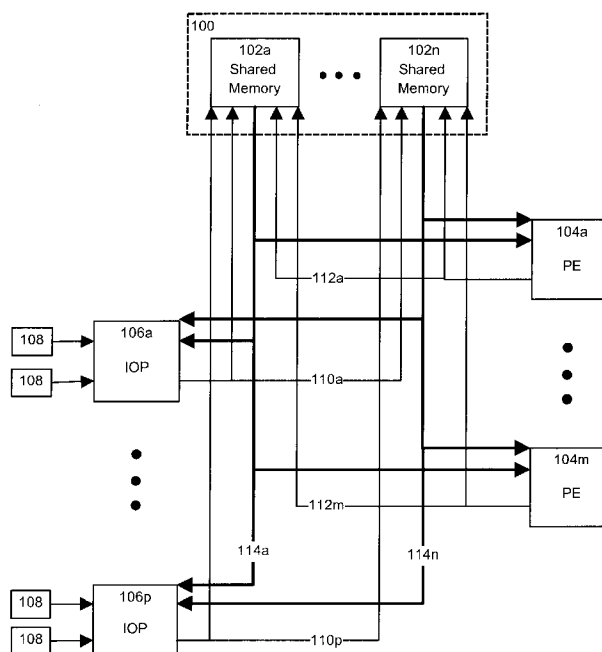 100
102a
Shared
Memory
102n
Shared
Memory
104a
PE
112a
106a
IOP
108
108
110a
104m
PE
112m
114a
114n
106p
IOP
108
108
110p